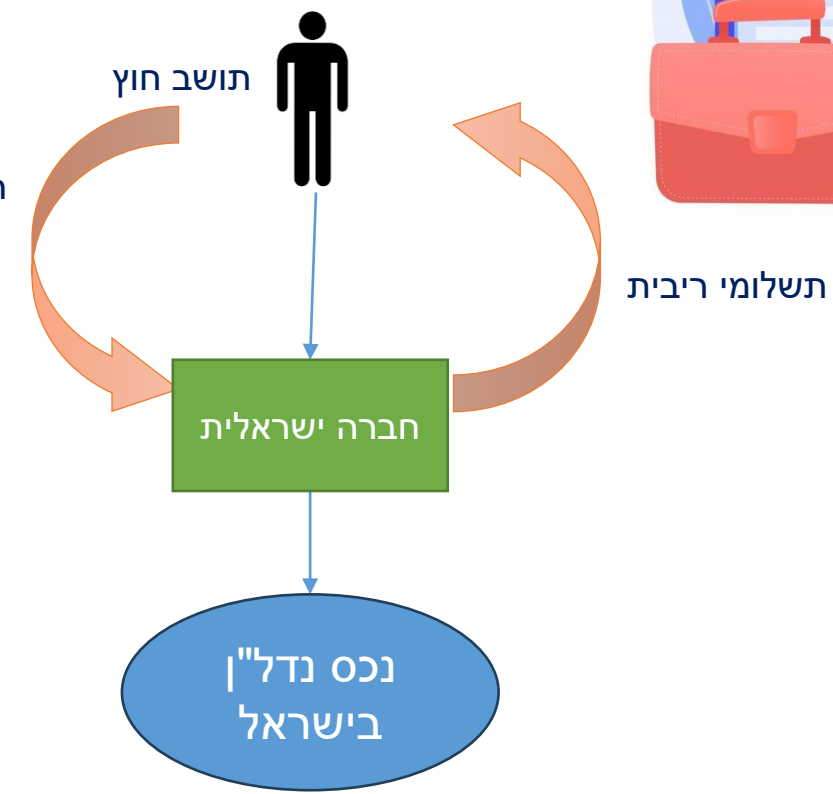 תושב חוץ
תשלומי ריבית
חברה ישראלית
נכס נדל"ן
בישראל